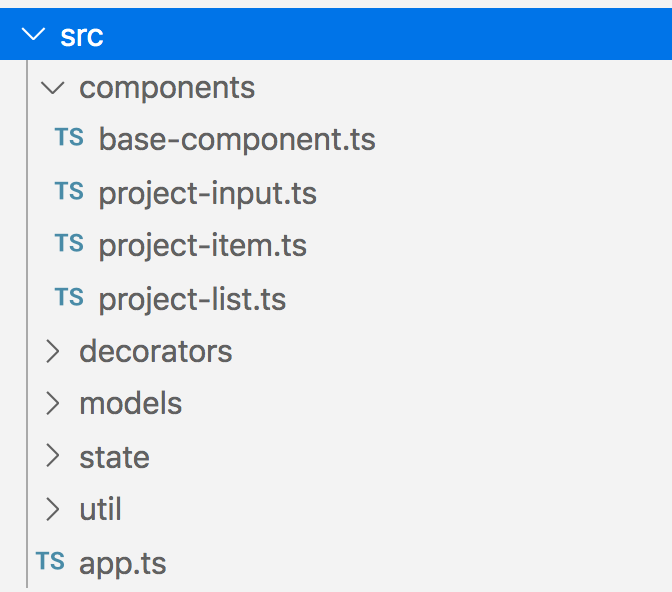 src
components
TS base-component.ts
TS project-input.ts
TS project-item.ts
TS project-list.ts
decorators
models
state
util
TS app.ts